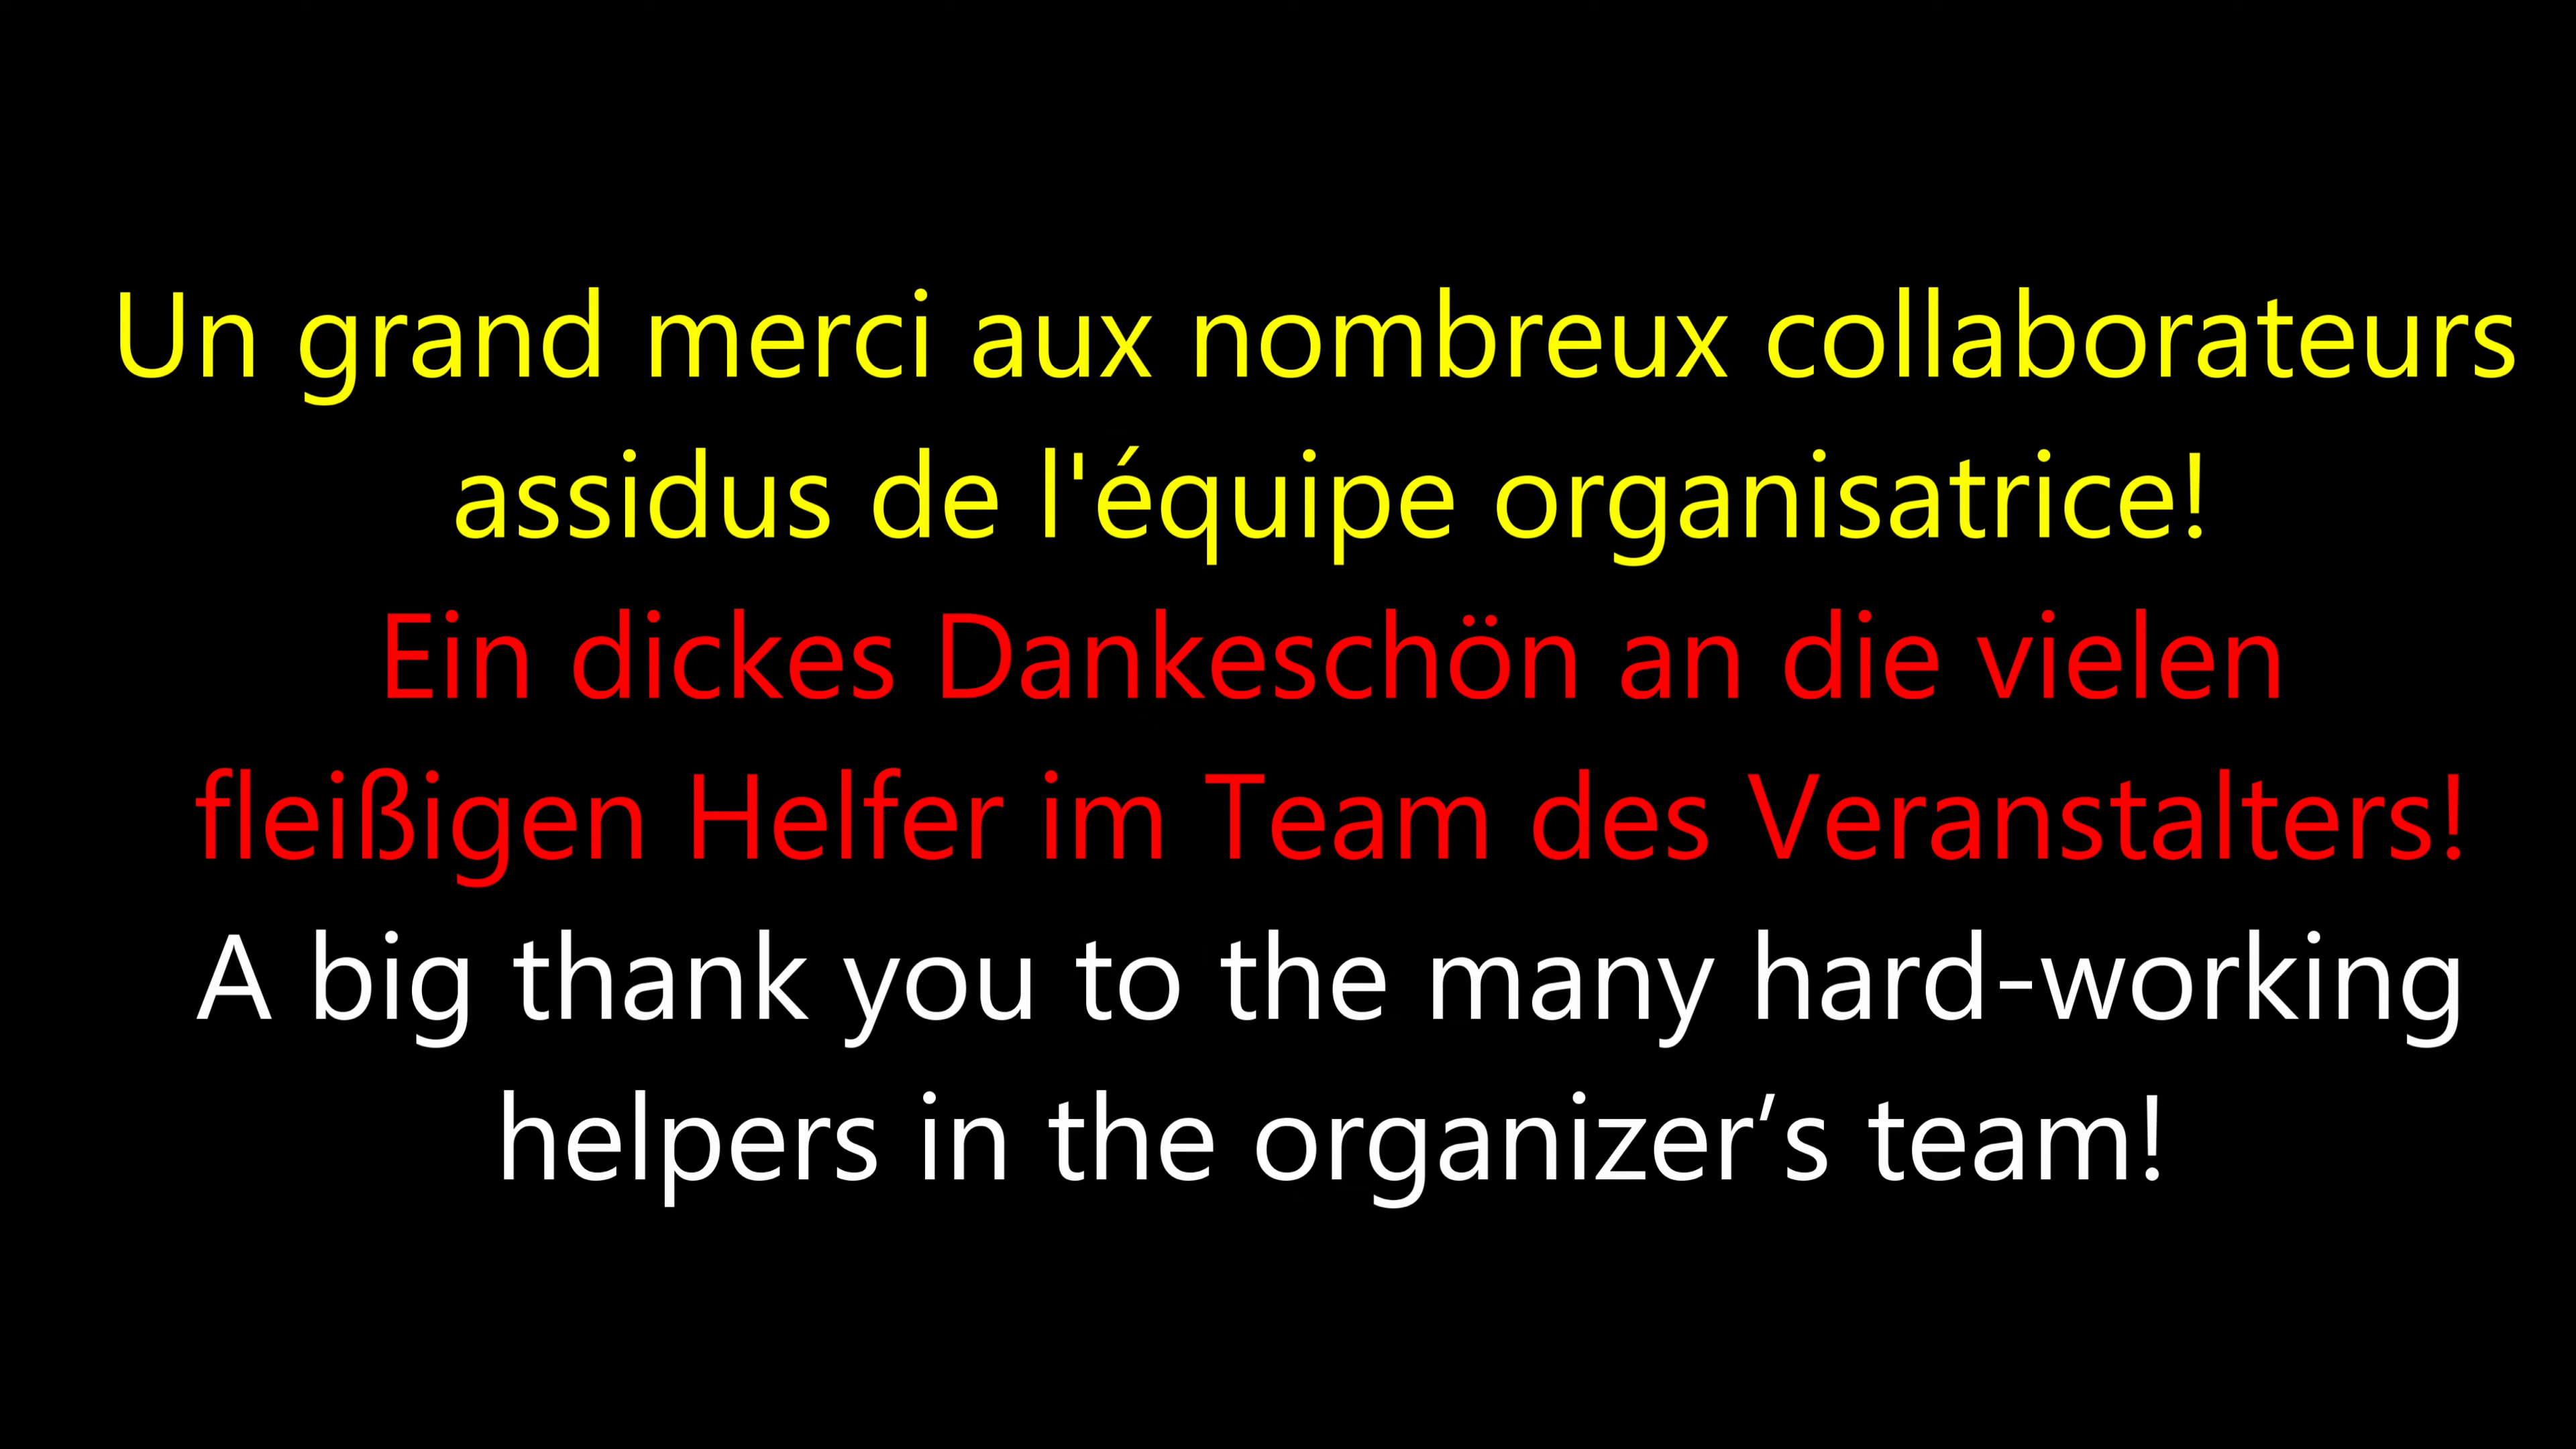 Un grand merci aux nombreux collaborateurs
assidus de l'équipe organisatrice!
Ein dickes Dankeschön an die vielen
fleißigen Helfer im Team des Veranstalters!
A big thank you to the many hard-working
helpers in the organizer’s team!